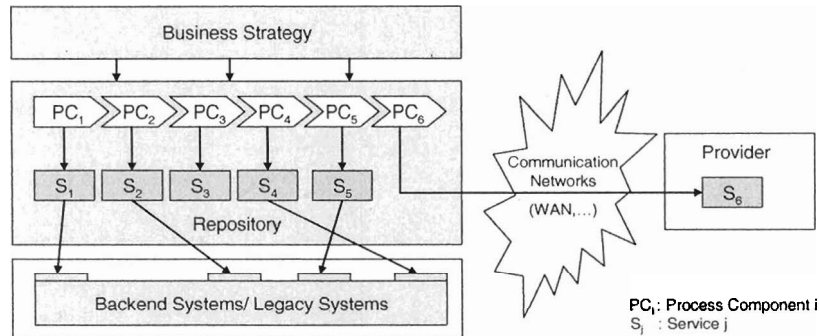 Business Strategy
PC₁ PC₂ PC₃ PC₄ PC₅ PC₆
S₁ S₂ S₃ S₄ S₅
Repository
Backend Systems/ Legacy Systems
Communication
Networks
(WAN,...)
Provider
S₆
PCᵢ: Process Component i
Sⱼ : Service j